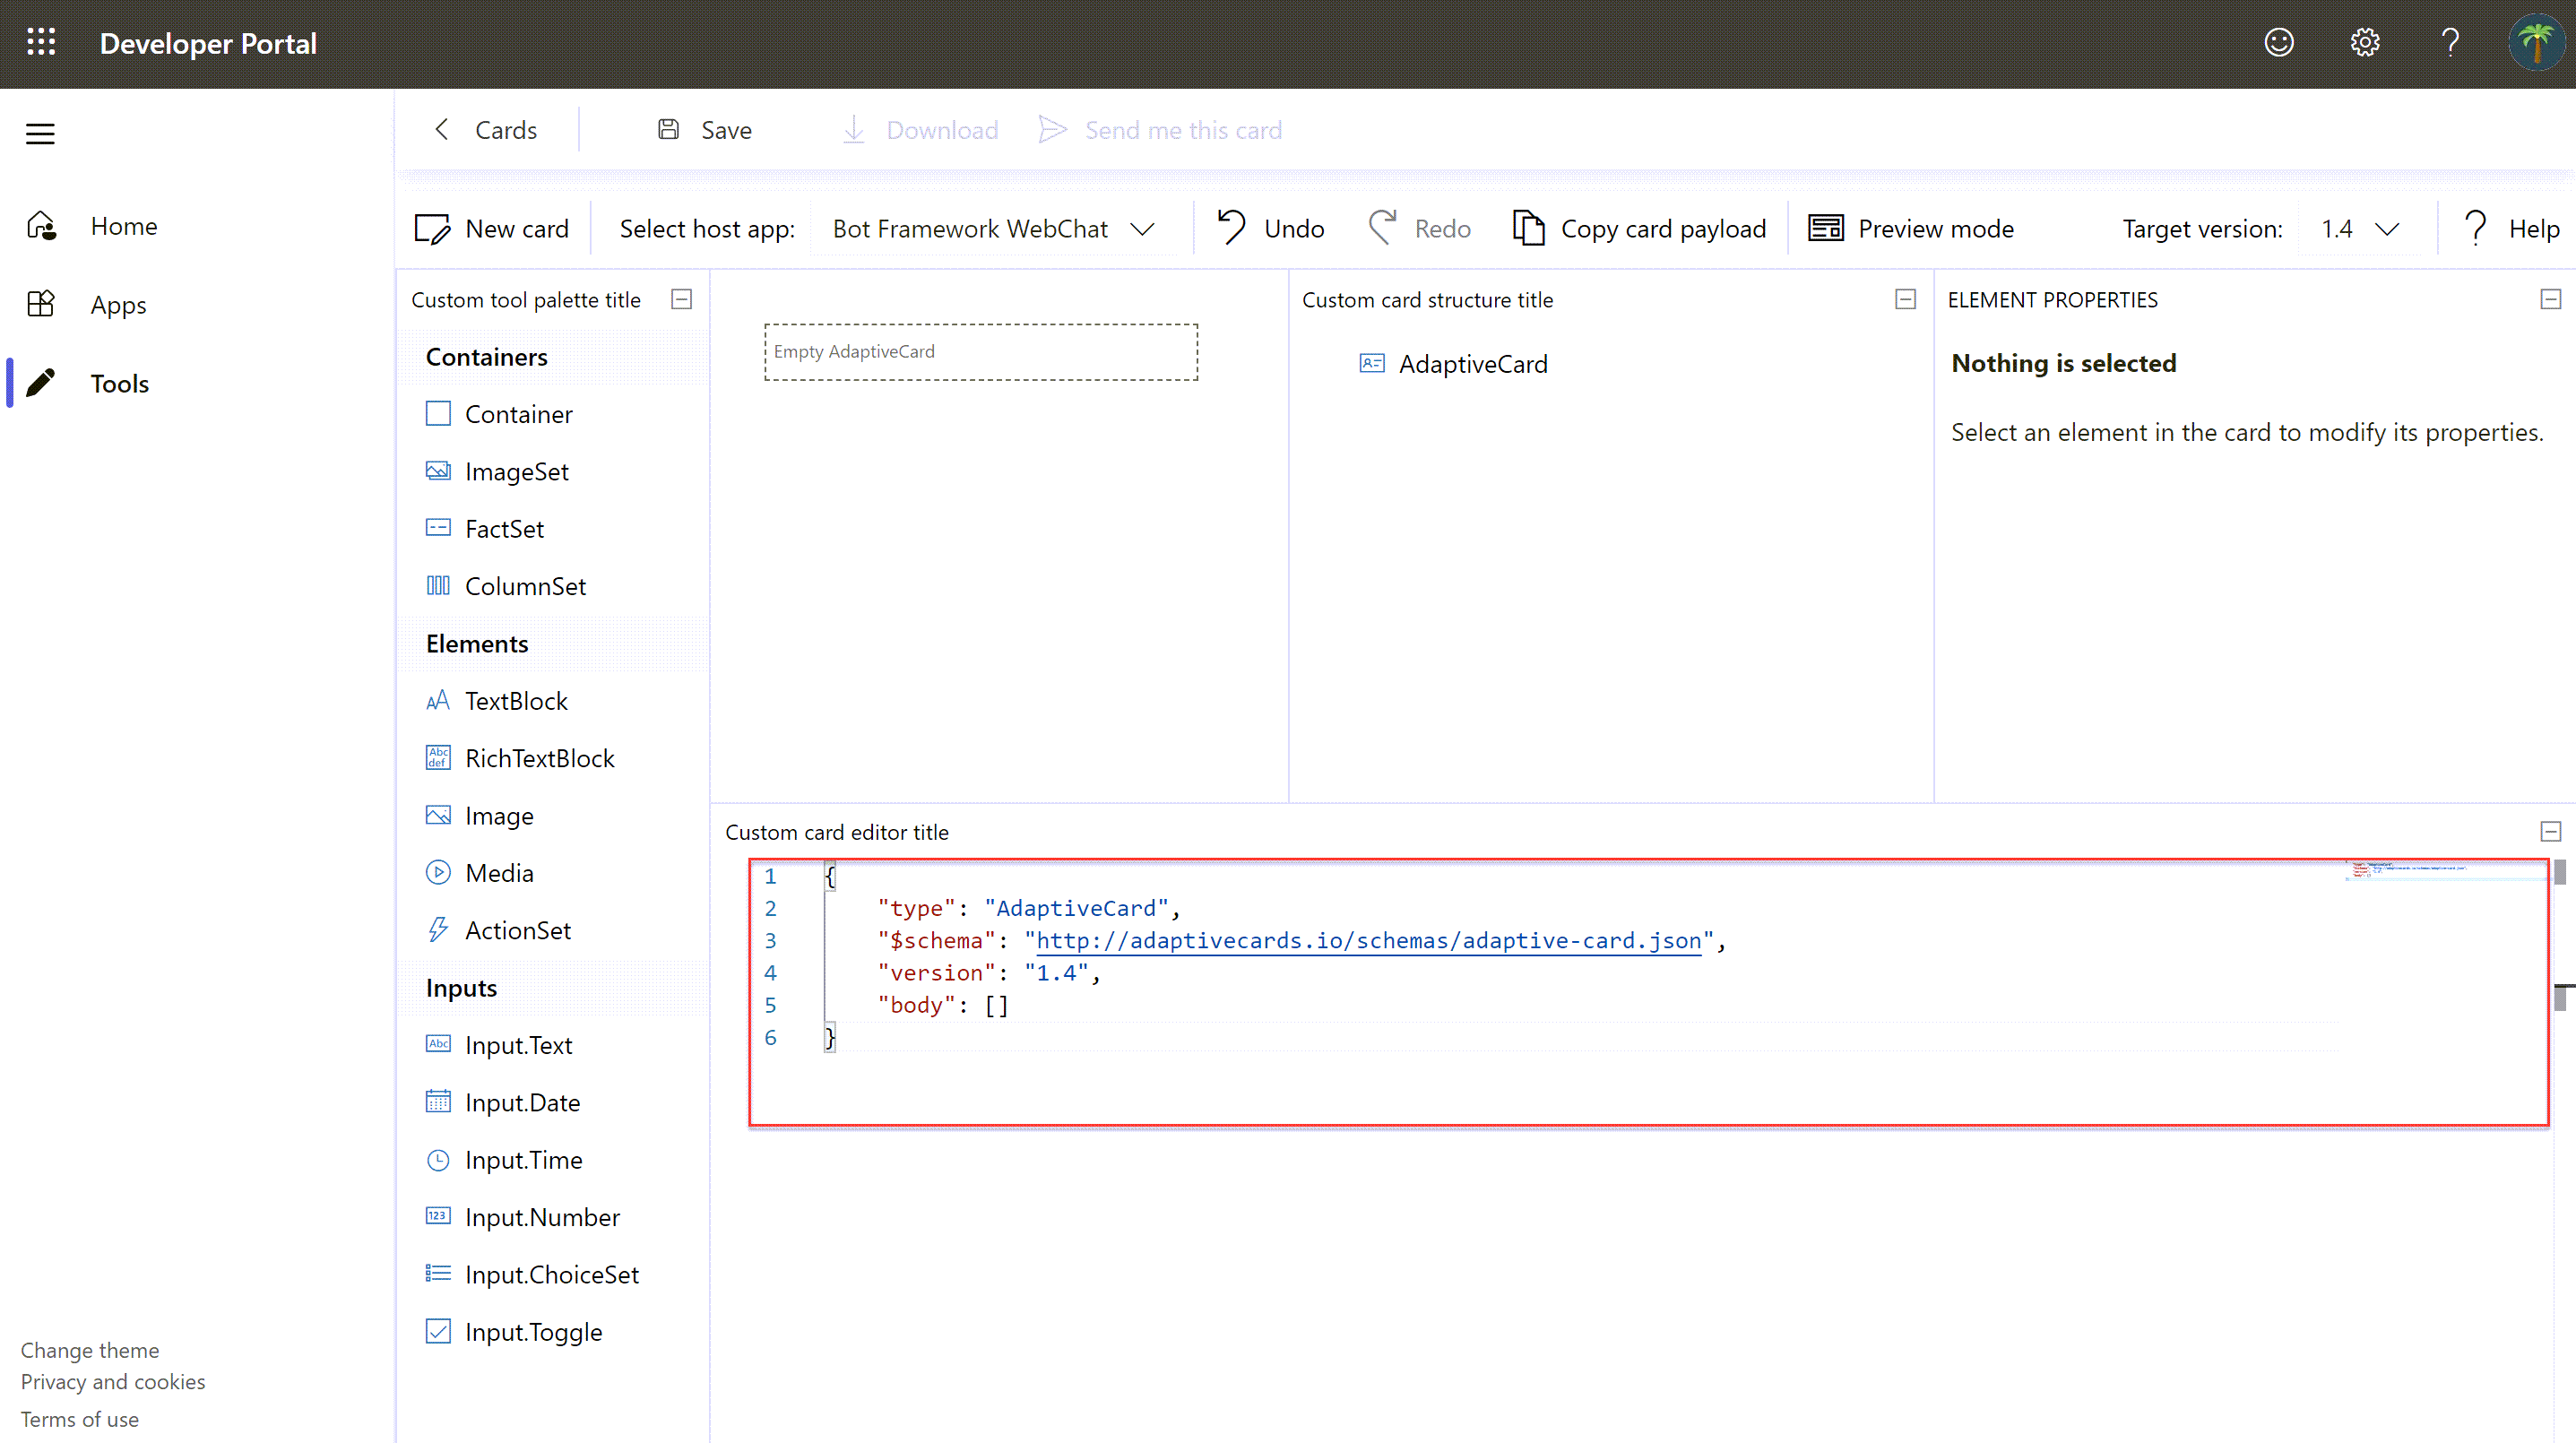 Developer Portal
Cards
Save
Download
Send me this card
Home
Apps
Tools
New card
Select host app:
Bot Framework WebChat
Undo
Redo
Copy card payload
Preview mode
Target version:
1.4
Help
Custom tool palette title
Containers
Container
ImageSet
FactSet
ColumnSet
Elements
TextBlock
RichTextBlock
Image
Media
ActionSet
Inputs
Input.Text
Input.Date
Input.Time
Input.Number
Input.ChoiceSet
Input.Toggle
Empty AdaptiveCard
Custom card structure title
AdaptiveCard
ELEMENT PROPERTIES
Nothing is selected
Select an element in the card to modify its properties.
Custom card editor title
1 {
2 "type": "AdaptiveCard",
3 "$schema": "http://adaptivecards.io/schemas/adaptive-card.json",
4 "version": "1.4",
5 "body": []
6 }
Change theme
Privacy and cookies
Terms of use